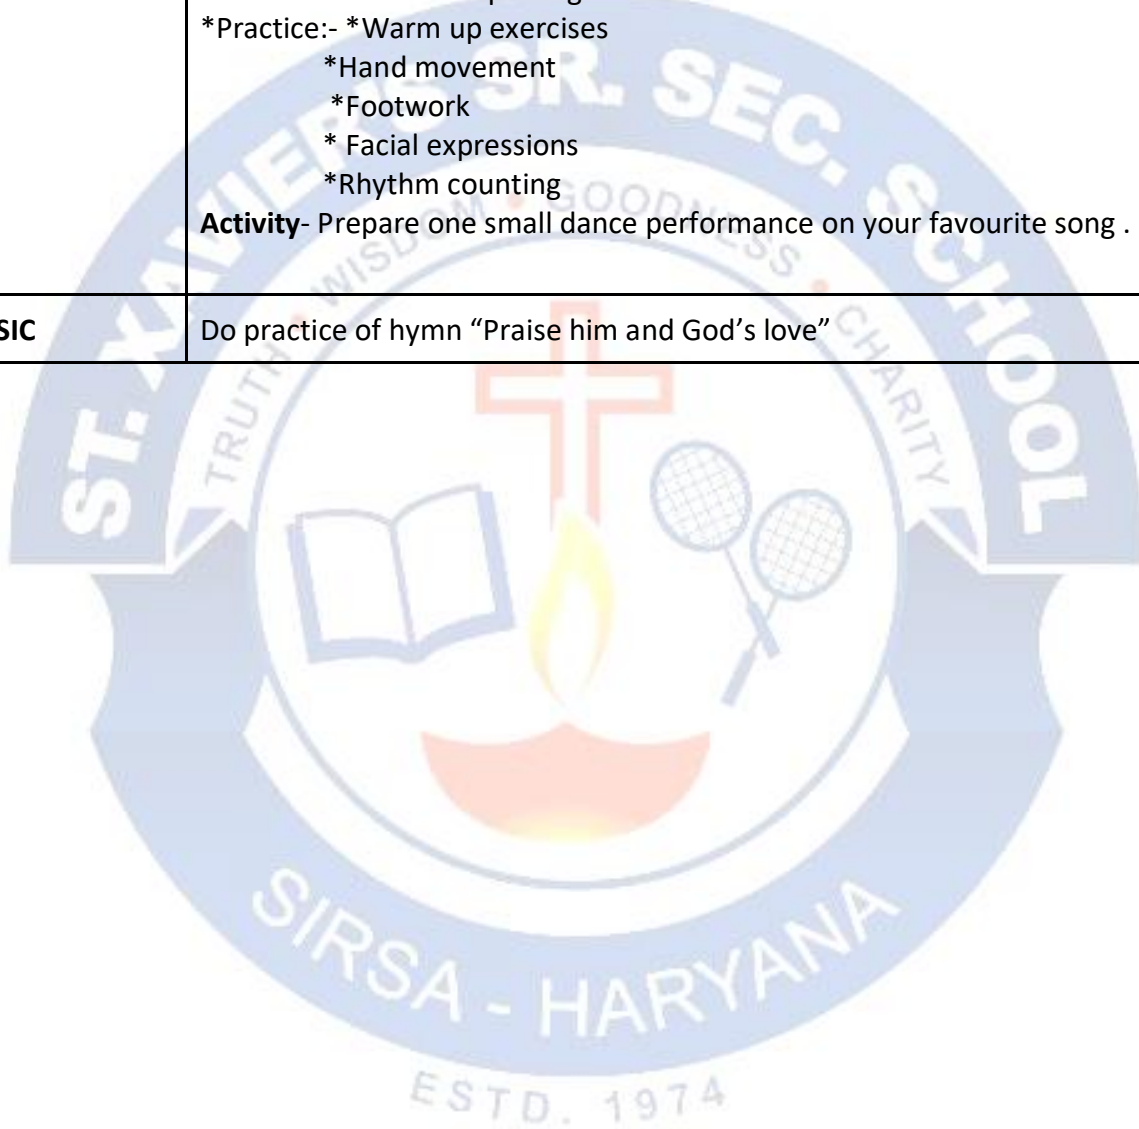 *Practice:- *Warm up exercises
*Hand movement
*Footwork
* Facial expressions
*Rhythm counting
Activity- Prepare one small dance performance on your favourite song .
SIC Do practice of hymn “Praise him and God’s love”
ST. XAVIER'S SR. SEC. SCHOOL
TRUTH • WISDOM • GOODNESS • CHARITY
SIRSA - HARYANA
ESTD. 1974